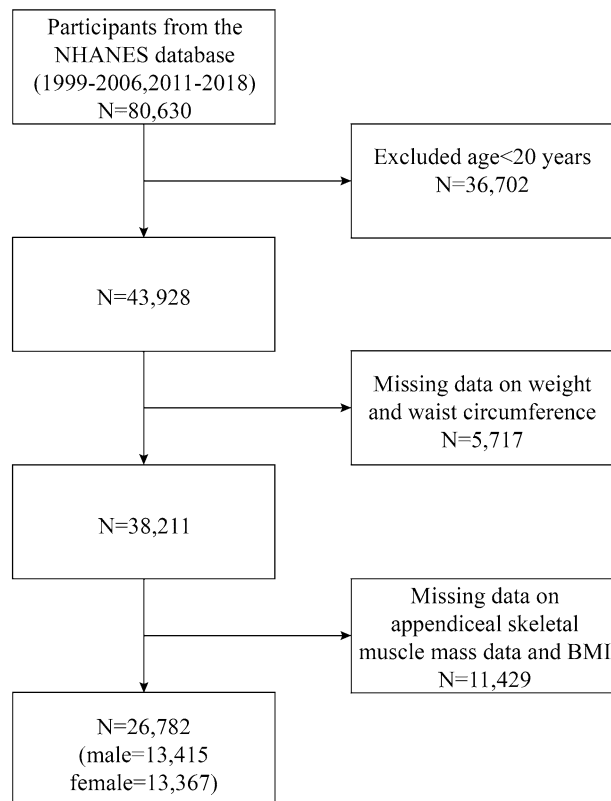 Participants from the
NHANES database
(1999-2006,2011-2018)
N=80,630
Excluded age<20 years
N=36,702
N=43,928
Missing data on weight
and waist circumference
N=5,717
N=38,211
Missing data on
appendiceal skeletal
muscle mass data and BMI
N=11,429
N=26,782
(male=13,415
female=13,367)